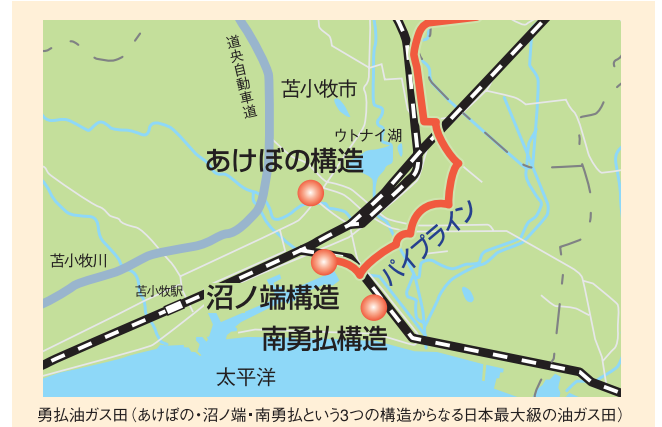 道央自動車道
苫小牧市
ウトナイ湖
あけぼの構造
パイプライン
苫小牧川
苫小牧駅
沼ノ端構造
南勇払構造
太平洋
勇払油ガス田（あけぼの・沼ノ端・南勇払という3つの構造からなる日本最大級の油ガス田）